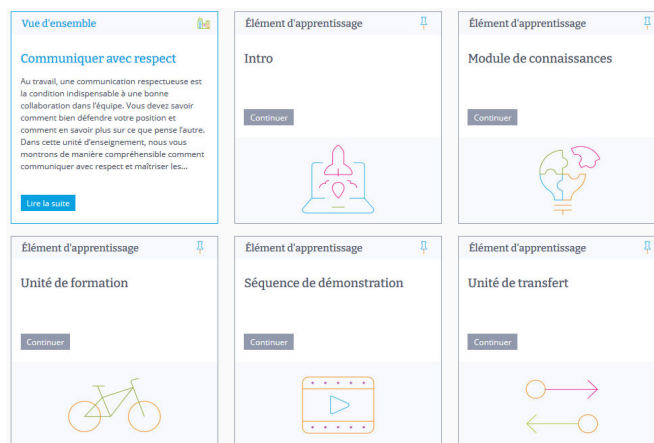 Vue d'ensemble
Communiquer avec respect
Au travail, une communication respectueuse est
la condition indispensable à une bonne
collaboration dans l'équipe. Vous devez savoir
comment bien défendre votre position et
comment en savoir plus sur ce que pense l'autre.
Dans cette unité d'enseignement, nous vous
montrons de manière compréhensible comment
communiquer avec respect et maîtriser les...
Lire la suite
Élément d'apprentissage
Intro
Continuer
Élément d'apprentissage
Module de connaissances
Continuer
Élément d'apprentissage
Unité de formation
Continuer
Élément d'apprentissage
Séquence de démonstration
Continuer
Élément d'apprentissage
Unité de transfert
Continuer